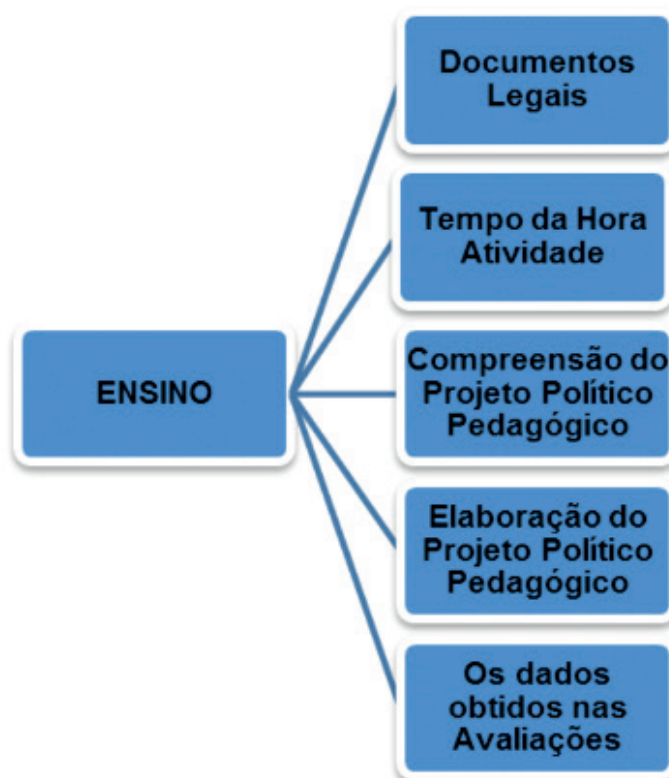 Documentos
Legais
Tempo da Hora
Atividade
ENSINO
Compreensão do
Projeto Político
Pedagógico
Elaboração do
Projeto Político
Pedagógico
Os dados
obtidos nas
Avaliações